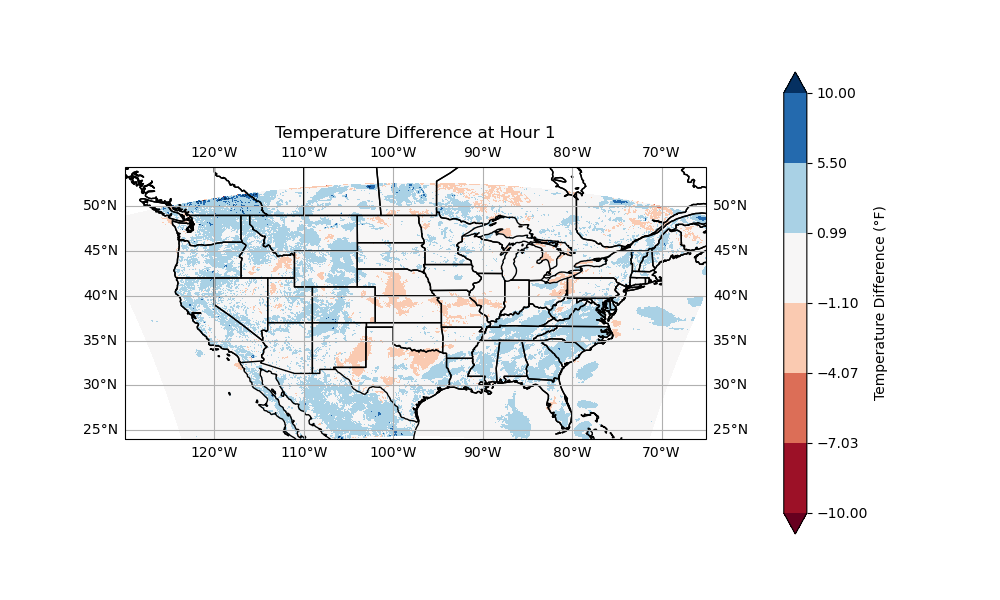 Temperature Difference at Hour 1
120°W 110°W 100°W 90°W 80°W 70°W
50°N 50°N
45°N 45°N
40°N 40°N
35°N 35°N
30°N 30°N
25°N 25°N
120°W 110°W 100°W 90°W 80°W 70°W
10.00
5.50
0.99
−1.10
−4.07
−7.03
−10.00
Temperature Difference (°F)